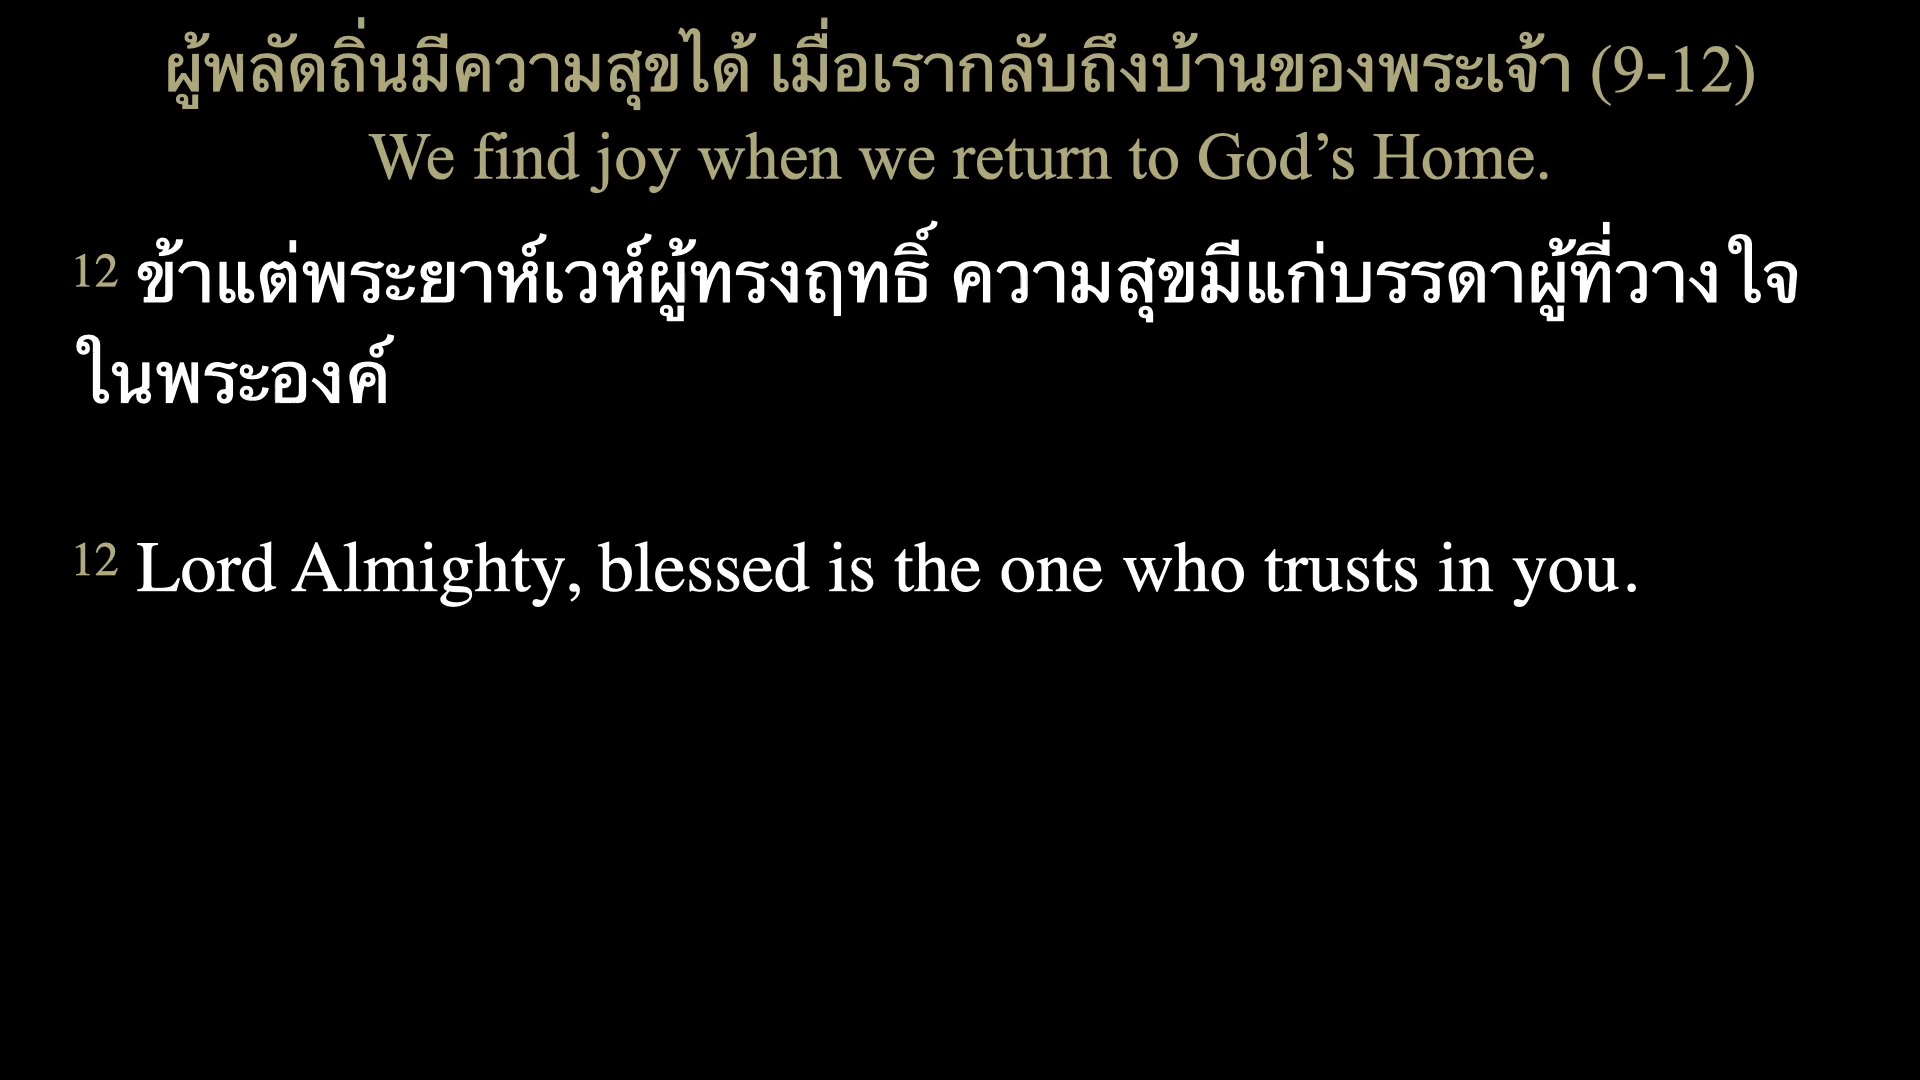 ผู้พลัดถิ่นมีความสุขได้ เมื่อเรากลับถึงบ้านของพระเจ้า (9-12)
We find joy when we return to God’s Home.
12 ข้าแต่พระยาห์เวห์ผู้ทรงฤทธิ์ ความสุขมีแก่บรรดาผู้ที่วางใจ
ในพระองค์
12 Lord Almighty, blessed is the one who trusts in you.